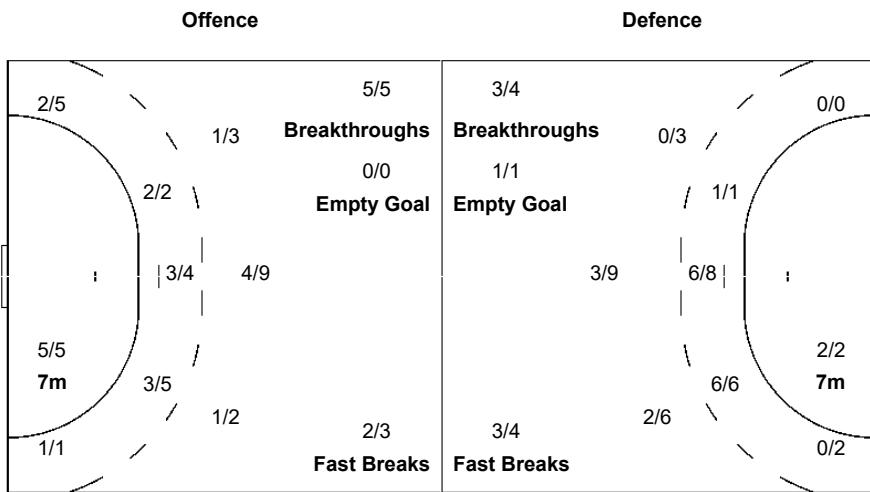 Offence Defence
5/5 3/4
2/5 0/0
Breakthroughs Breakthroughs
1/3 0/3
0/0 1/1
2/2 1/1
Empty Goal Empty Goal
3/4 4/9 3/9 6/8
5/5 2/2
7m 3/5 6/6 7m
1/2 2/6
2/3 3/4
1/1 0/2
Fast Breaks Fast Breaks